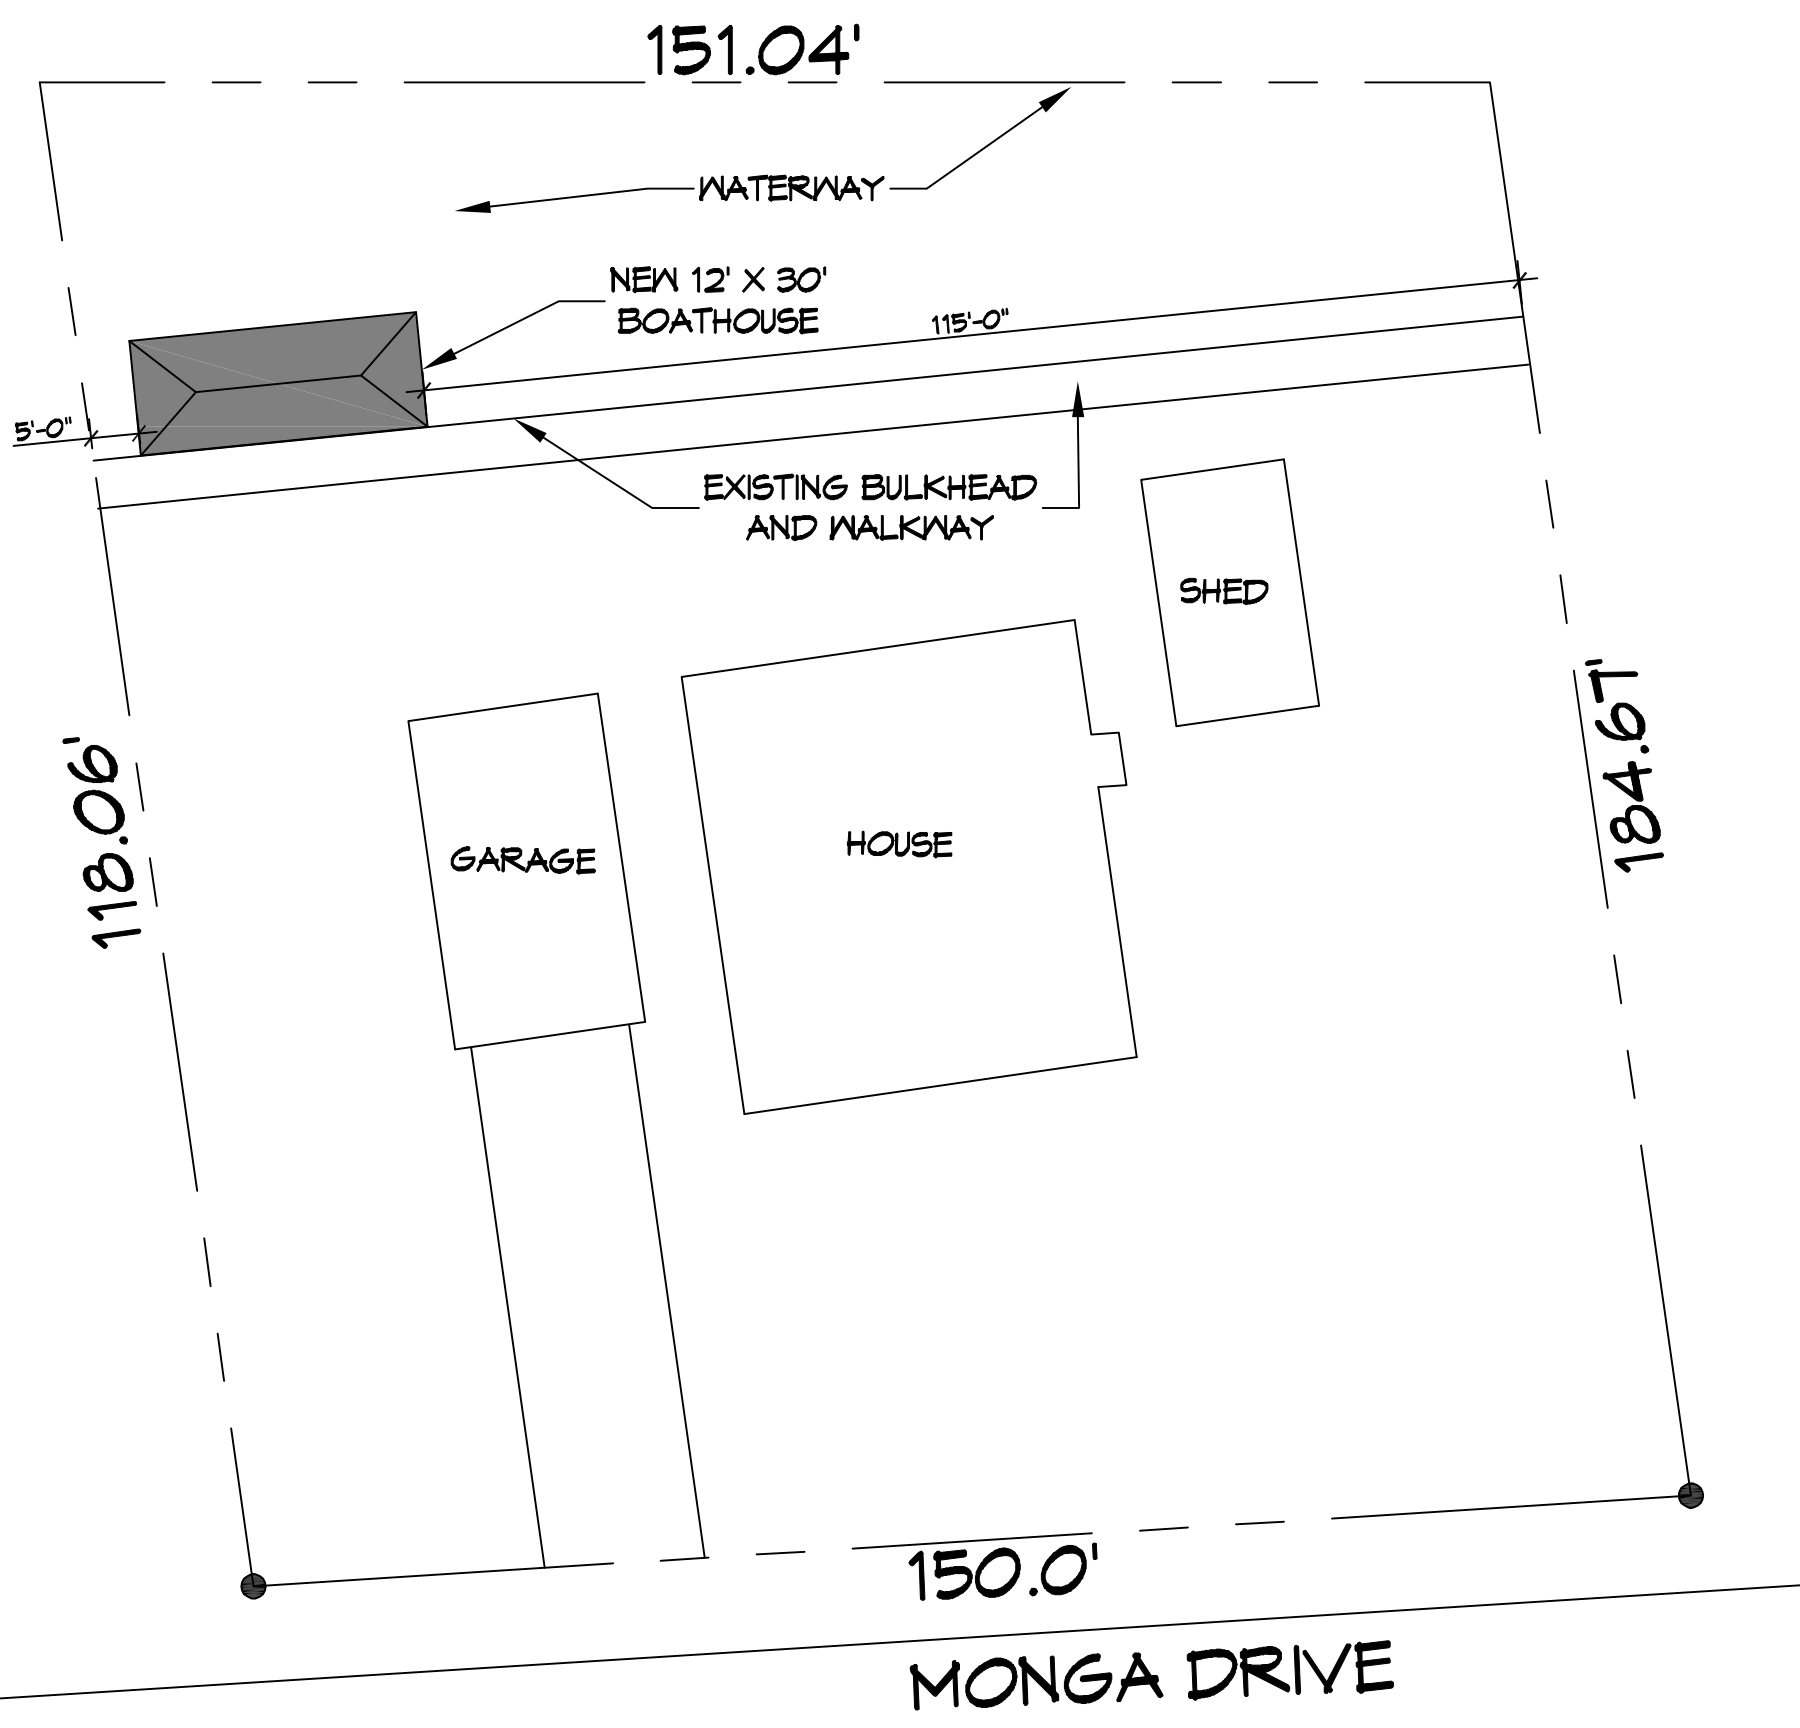 151.04'
WATERWAY
NEW 12' X 30'
BOATHOUSE
115'-0"
5'-0"
EXISTING BULKHEAD
AND WALKWAY
SHED
184.67'
118.06'
HOUSE
GARAGE
150.0'
MONGA DRIVE